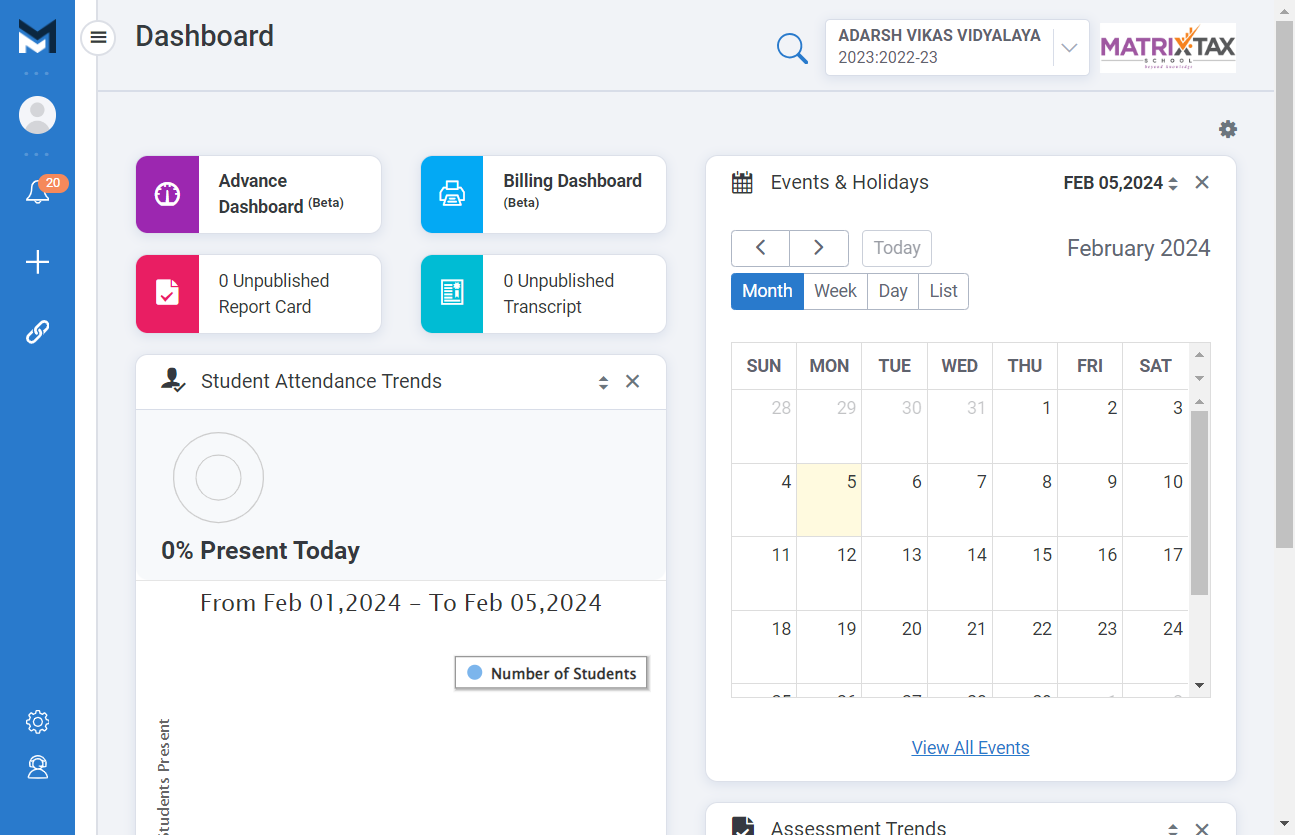 Dashboard
ADARSH VIKAS VIDYALAYA
2023:2022-23
MATRIXTAX
SCHOOL
20
Advance
Dashboard (Beta)
Billing Dashboard
(Beta)
0 Unpublished
Report Card
0 Unpublished
Transcript
Student Attendance Trends
0% Present Today
From Feb 01,2024 – To Feb 05,2024
Number of Students
Students Present
Events & Holidays
FEB 05,2024
Today
February 2024
Month Week Day List
SUN MON TUE WED THU FRI SAT
28 29 30 31 1 2 3
4 5 6 7 8 9 10
11 12 13 14 15 16 17
18 19 20 21 22 23 24
View All Events
Assessment Trends